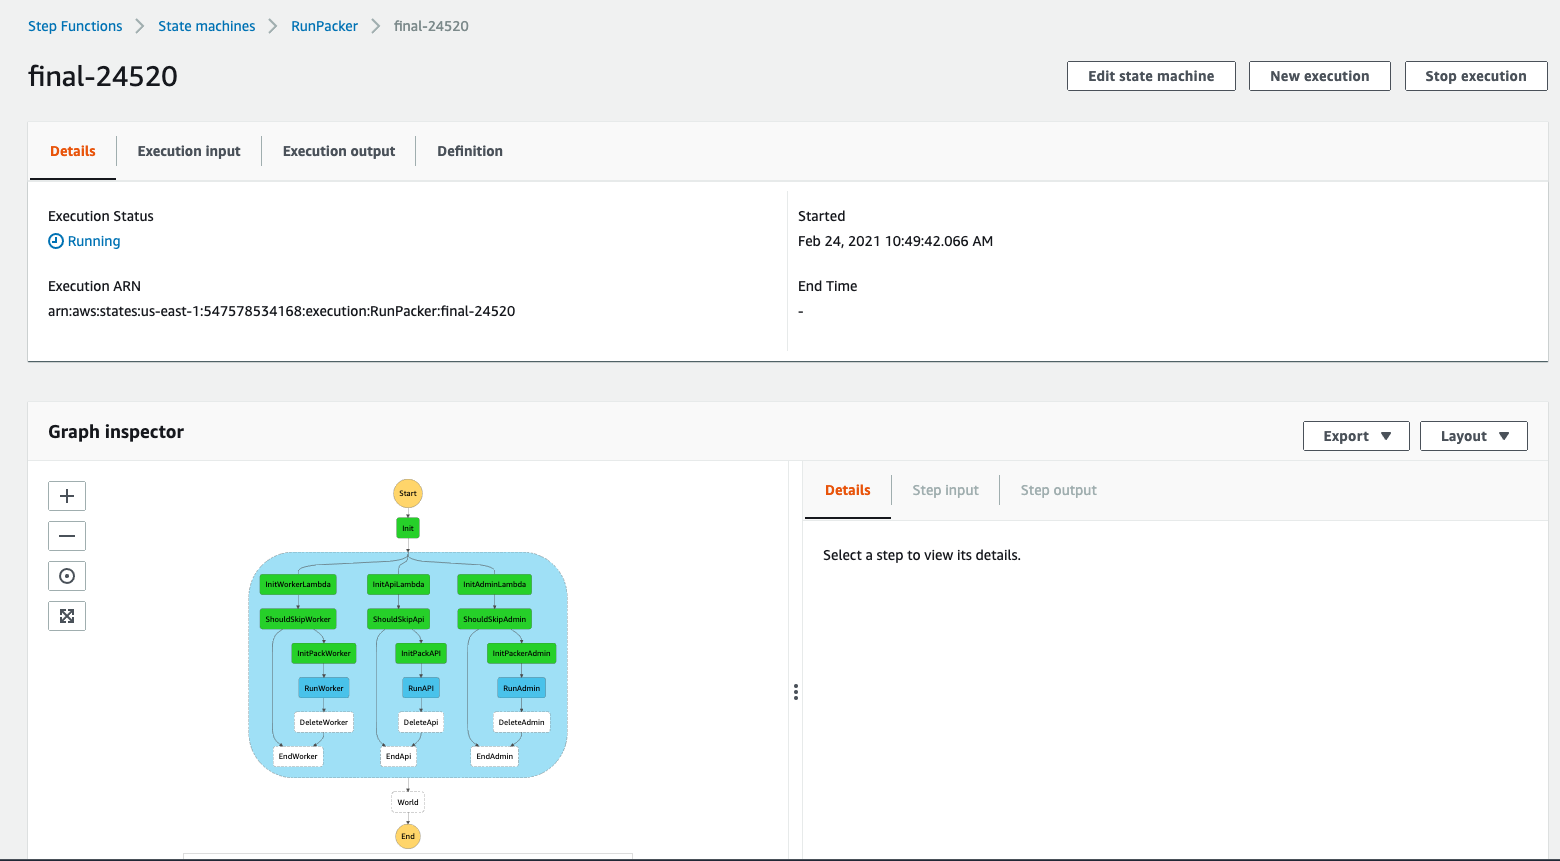 Step Functions
State machines
RunPacker
final-24520
final-24520
Edit state machine
New execution
Stop execution
Details
Execution input
Execution output
Definition
Execution Status
Running
Execution ARN
arn:aws:states:us-east-1:547578534168:execution:RunPacker:final-24520
Started
Feb 24, 2021 10:49:42.066 AM
End Time
-
Graph inspector
Export
Layout
Start
Init
InitWorkerLambda
InitApiLambda
InitAdminLambda
ShouldSkipWorker
ShouldSkipApi
ShouldSkipAdmin
InitPackWorker
InitPackAPI
InitPackerAdmin
RunWorker
RunAPI
RunAdmin
DeleteWorker
DeleteApi
DeleteAdmin
EndWorker
EndApi
EndAdmin
World
End
Details
Step input
Step output
Select a step to view its details.